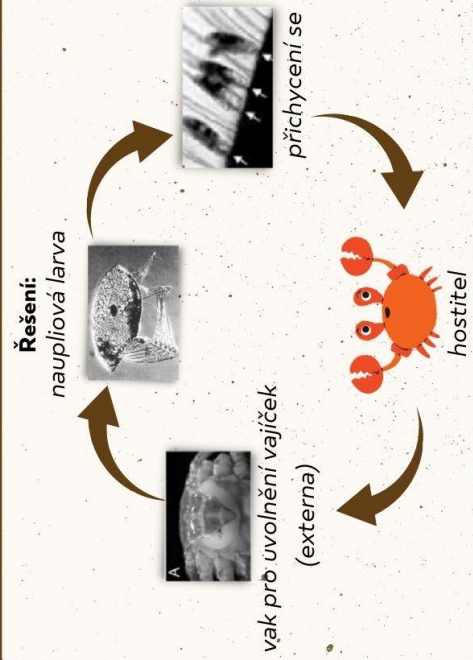 Řešení:
naupliová larva
přichycení se
hostitel
vak pro uvolnění vajíček
(externa)
A